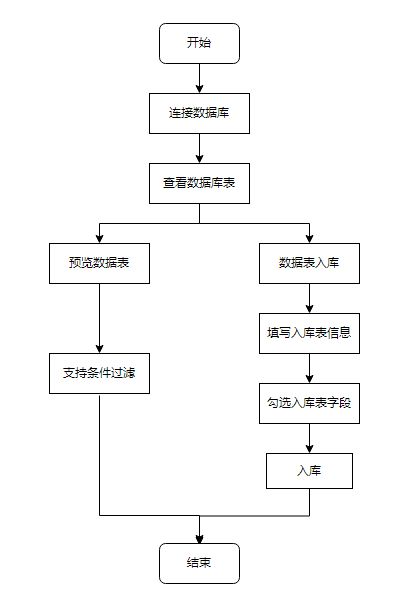 开始
连接数据库
查看数据库表
预览数据表
数据表入库
填写入库表信息
支持条件过滤
勾选入库表字段
入库
结束